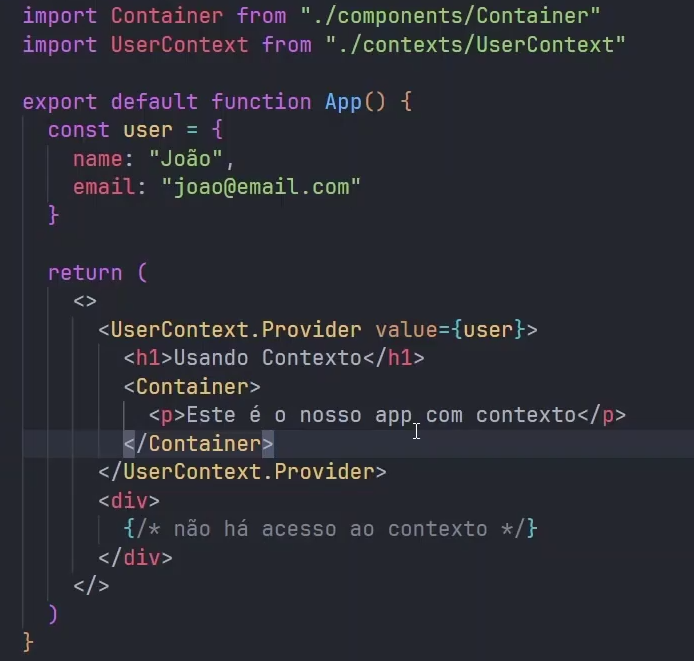 import Container from "./components/Container"
import UserContext from "./contexts/UserContext"

export default function App() {
  const user = {
    name: "João",
    email: "joao@email.com"
  }

  return (
    <>
      <UserContext.Provider value={user}>
        <h1>Usando Contexto</h1>
        <Container>
          <p>Este é o nosso app com contexto</p>
        </Container>
      </UserContext.Provider>
      <div>
        {/* não há acesso ao contexto */}
      </div>
    </>
  )
}